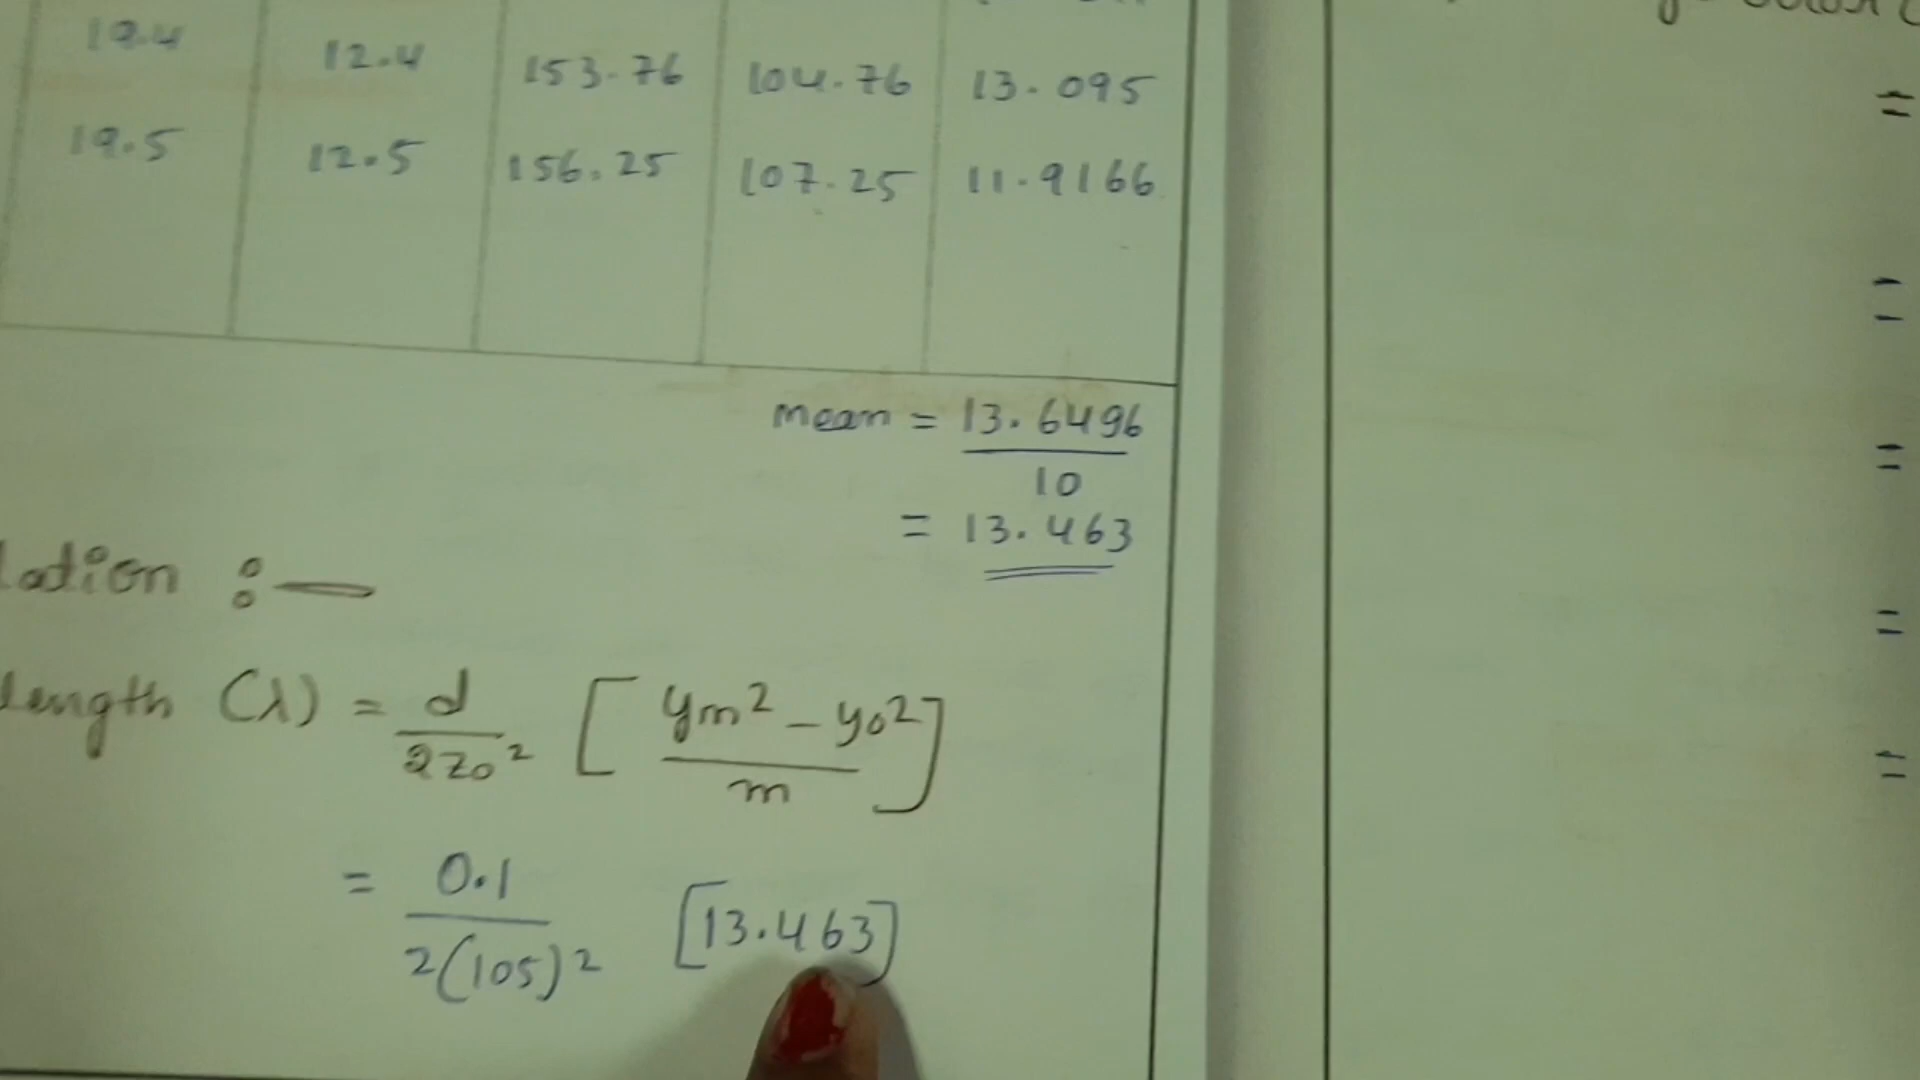 19.4 12.4 153.76 104.76 13.095
19.5 12.5 156.25 107.25 11.9166
mean = 13.6496
10
= 13.463
lation :-
length (λ) = d/2z₀² [ym² - y₀²/m]
= 0.1/2(105)² [13.463]
=
=
=
=
=